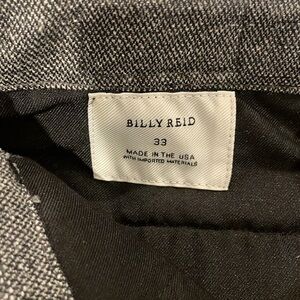 BILLY REID
33
MADE IN THE USA
WITH IMPORTED MATERIALS